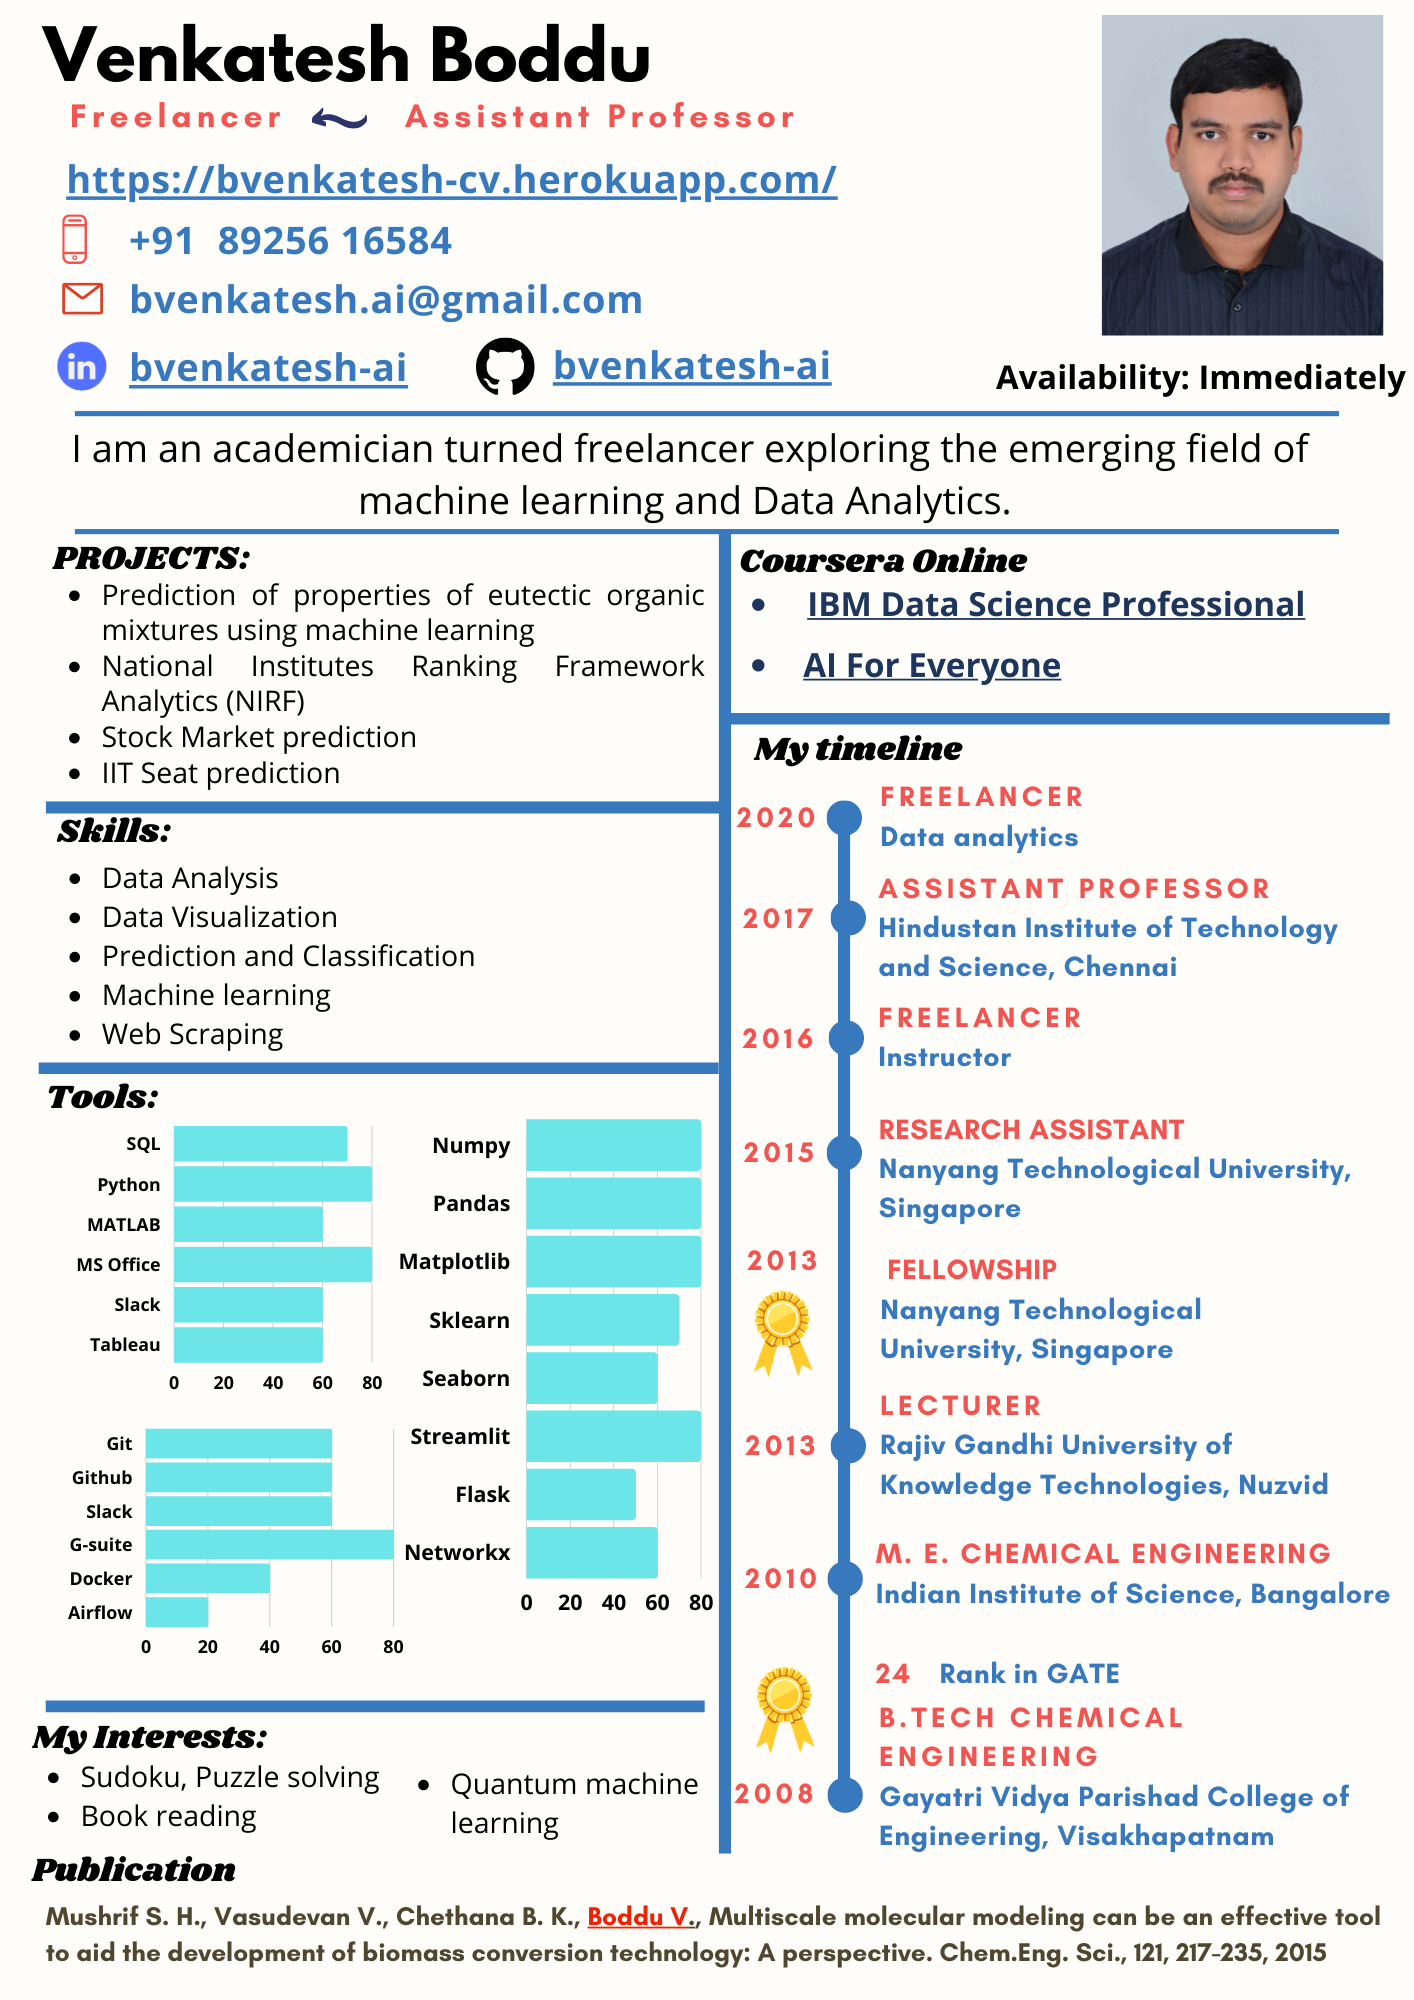 Venkatesh Boddu
Freelancer Assistant Professor
https://bvenkatesh-cv.herokuapp.com/
+91 89256 16584
bvenkatesh.ai@gmail.com
in bvenkatesh-ai bvenkatesh-ai
Availability: Immediately
I am an academician turned freelancer exploring the emerging field of
machine learning and Data Analytics.
PROJECTS:
• Prediction of properties of eutectic organic
mixtures using machine learning
• National Institutes Ranking Framework
Analytics (NIRF)
• Stock Market prediction
• IIT Seat prediction
Skills:
• Data Analysis
• Data Visualization
• Prediction and Classification
• Machine learning
• Web Scraping
Tools:
SQL
Python
MATLAB
MS Office
Slack
Tableau
0 20 40 60 80
Git
Github
Slack
G-suite
Docker
Airflow
0 20 40 60 80
Numpy
Pandas
Matplotlib
Sklearn
Seaborn
Streamlit
Flask
Networkx
0 20 40 60 80
My Interests:
• Sudoku, Puzzle solving
• Book reading
• Quantum machine
learning
Coursera Online
• IBM Data Science Professional
• AI For Everyone
My timeline
2020
FREELANCER
Data analytics
2017
ASSISTANT PROFESSOR
Hindustan Institute of Technology
and Science, Chennai
2016
FREELANCER
Instructor
2015
RESEARCH ASSISTANT
Nanyang Technological University,
Singapore
2013
FELLOWSHIP
Nanyang Technological
University, Singapore
2013
LECTURER
Rajiv Gandhi University of
Knowledge Technologies, Nuzvid
2010
M. E. CHEMICAL ENGINEERING
Indian Institute of Science, Bangalore
24 Rank in GATE
B.TECH CHEMICAL
ENGINEERING
2008
Gayatri Vidya Parishad College of
Engineering, Visakhapatnam
Publication
Mushrif S. H., Vasudevan V., Chethana B. K., Boddu V., Multiscale molecular modeling can be an effective tool
to aid the development of biomass conversion technology: A perspective. Chem.Eng. Sci., 121, 217-235, 2015